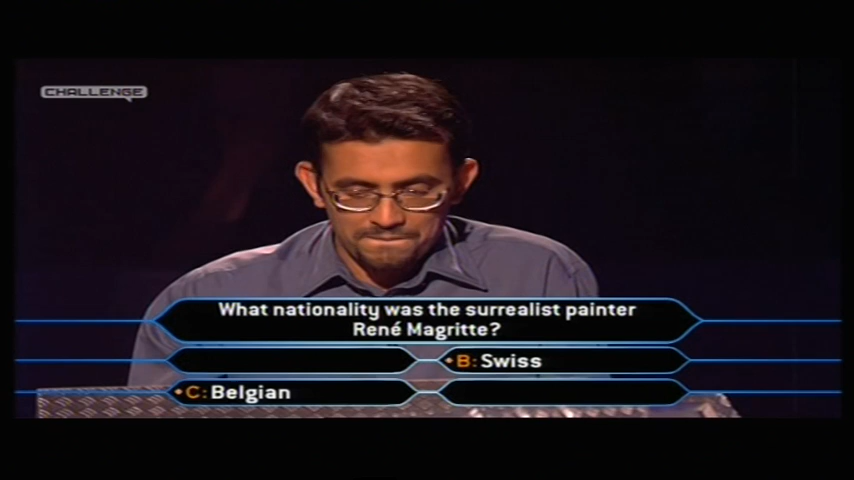 CHALLENGE
What nationality was the surrealist painter
René Magritte?
B: Swiss
C: Belgian